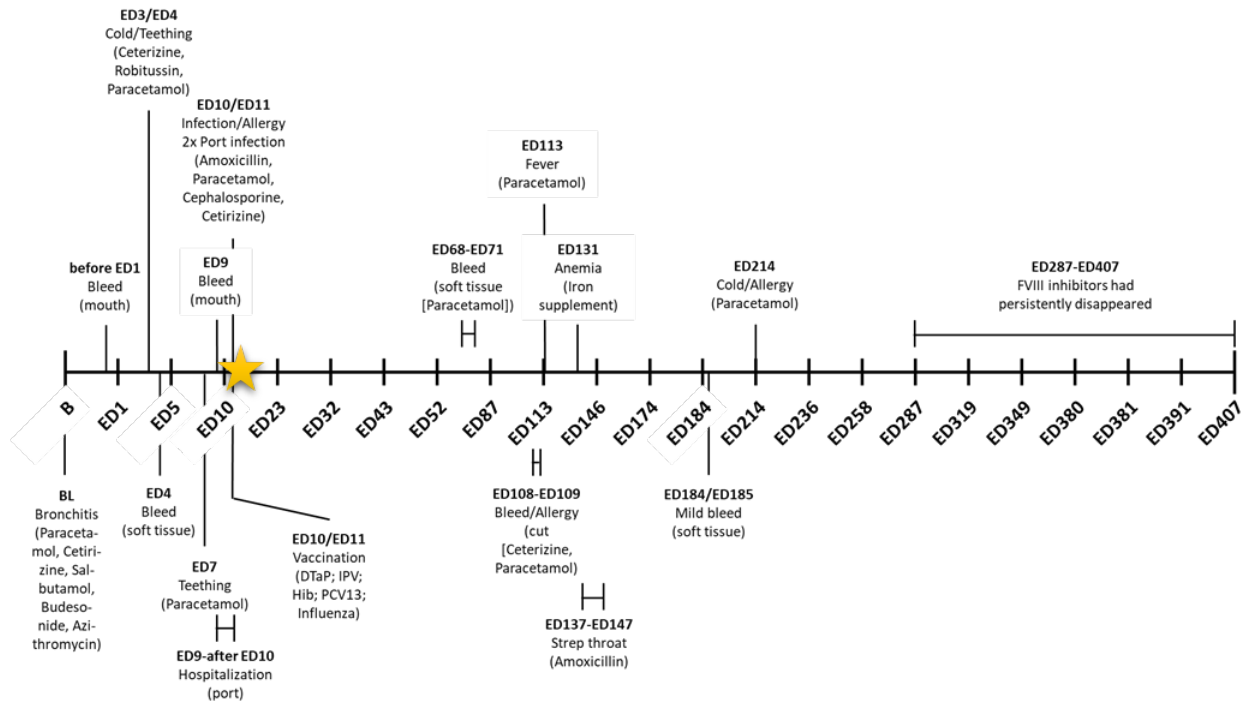 ED3/ED4
Cold/Teething
(Ceterizine,
Robitussin,
Paracetamol)
ED10/ED11
Infection/Allergy
2x Port infection
(Amoxicillin,
Paracetamol,
Cephalosporine,
Cetirizine)
before ED1
Bleed
(mouth)
ED9
Bleed
(mouth)
ED68-ED71
Bleed
(soft tissue
[Paracetamol])
ED113
Fever
(Paracetamol)
ED131
Anemia
(Iron
supplement)
ED214
Cold/Allergy
(Paracetamol)
ED287-ED407
FVIII inhibitors had
persistently disappeared
B
ED1
ED5
ED10
ED23
ED32
ED43
ED52
ED87
ED113
ED146
ED174
ED184
ED214
ED236
ED258
ED287
ED319
ED349
ED380
ED381
ED391
ED407
BL
Bronchitis
(Paraceta-
mol, Cetiri-
zine, Sal-
butamol,
Budeso-
nide, Azi-
thromycin)
ED4
Bleed
(soft tissue)
ED7
Teething
(Paracetamol)
ED9-after ED10
Hospitalization
(port)
ED10/ED11
Vaccination
(DTaP; IPV;
Hib; PCV13;
Influenza)
ED108-ED109
Bleed/Allergy
(cut
[Ceterizine,
Paracetamol)
ED137-ED147
Strep throat
(Amoxicillin)
ED184/ED185
Mild bleed
(soft tissue)